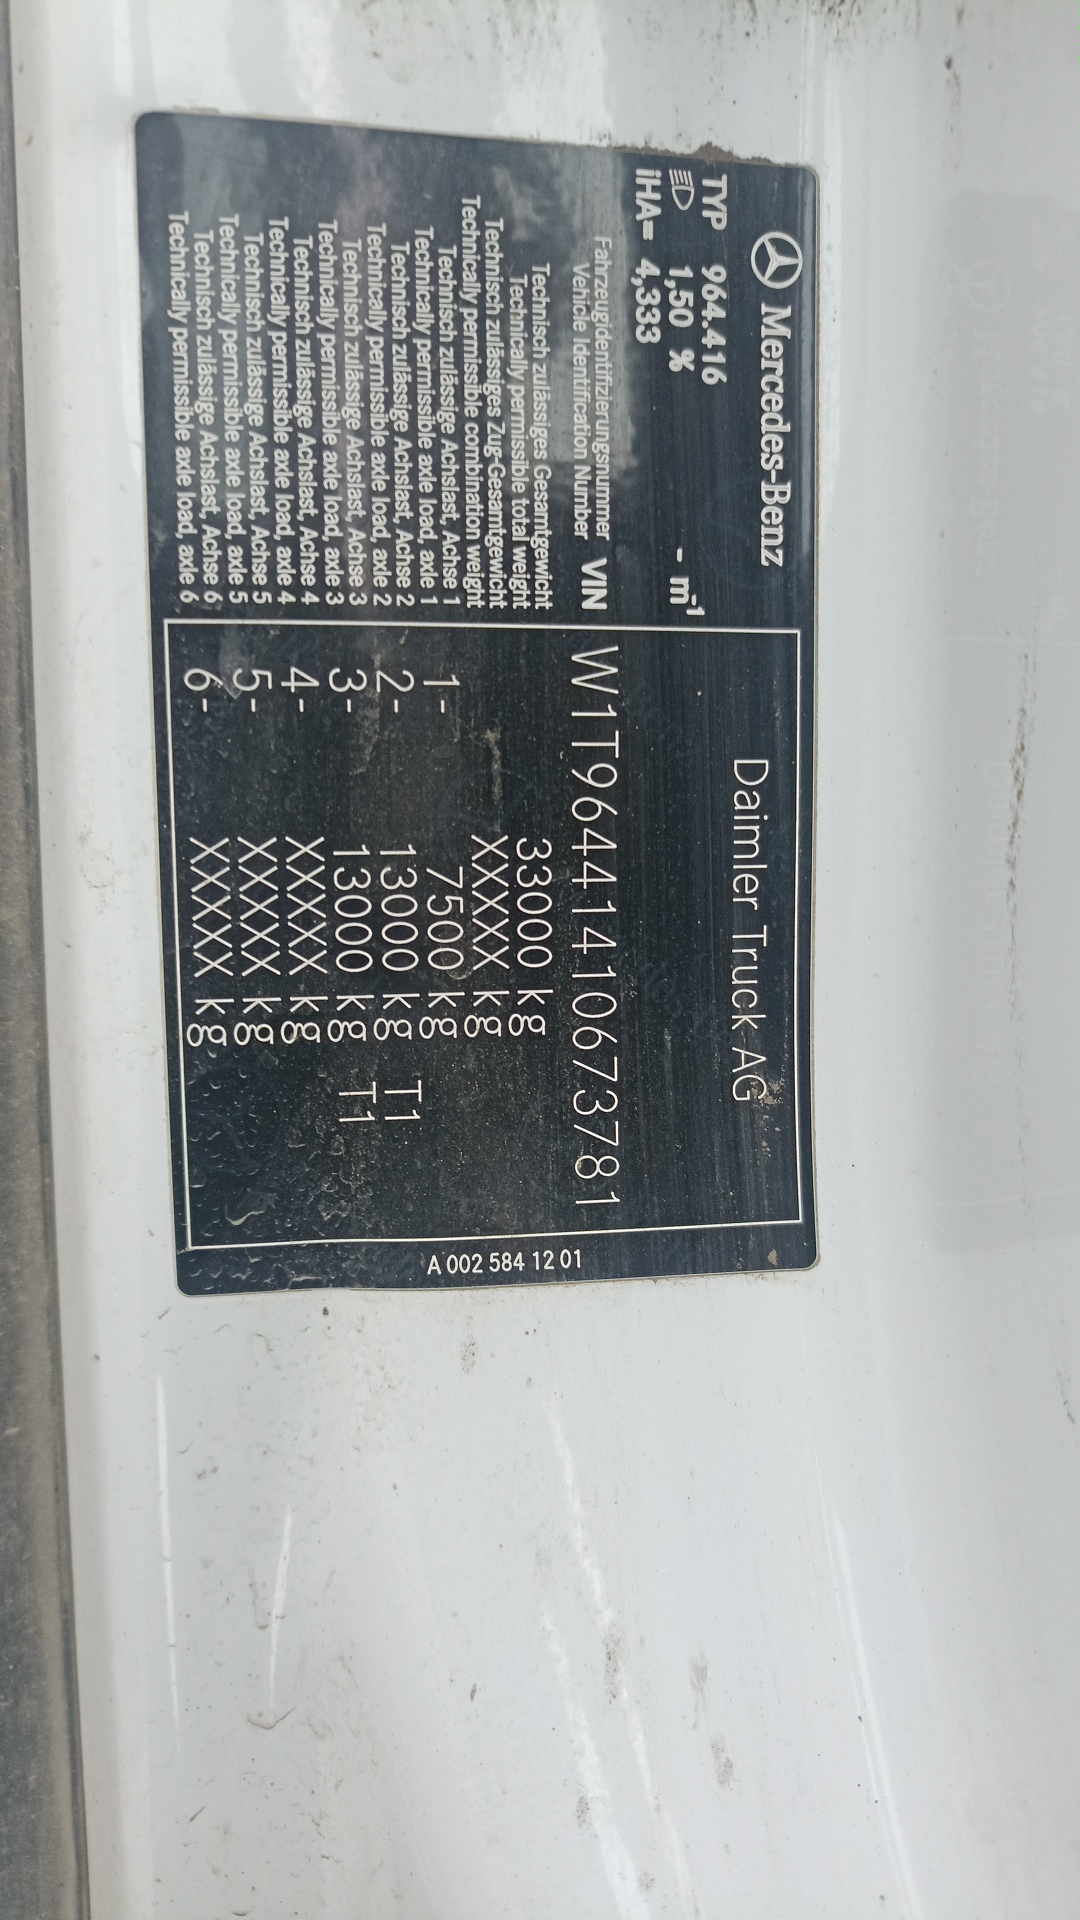 Mercedes-Benz
Daimler Truck AG
TYP 964.416
1,50 % - m⁻¹
iHA= 4,333
Fahrzeugidentifizierungsnummer
Vehicle Identification Number VIN W1T96441410673781
Technisch zulässiges Gesamtgewicht
Technically permissible total weight 33000 kg
Technisch zulässiges Zug-Gesamtgewicht
Technically permissible combination weight XXXXX kg
Technisch zulässige Achslast, Achse 1
Technically permissible axle load, axle 1 1- 7500 kg
Technisch zulässige Achslast, Achse 2
Technically permissible axle load, axle 2 2- 13000 kg T1
Technisch zulässige Achslast, Achse 3
Technically permissible axle load, axle 3 3- 13000 kg T1
Technisch zulässige Achslast, Achse 4
Technically permissible axle load, axle 4 4- XXXXX kg
Technisch zulässige Achslast, Achse 5
Technically permissible axle load, axle 5 5- XXXXX kg
Technisch zulässige Achslast, Achse 6
Technically permissible axle load, axle 6 6- XXXXX kg
A 002 584 12 01